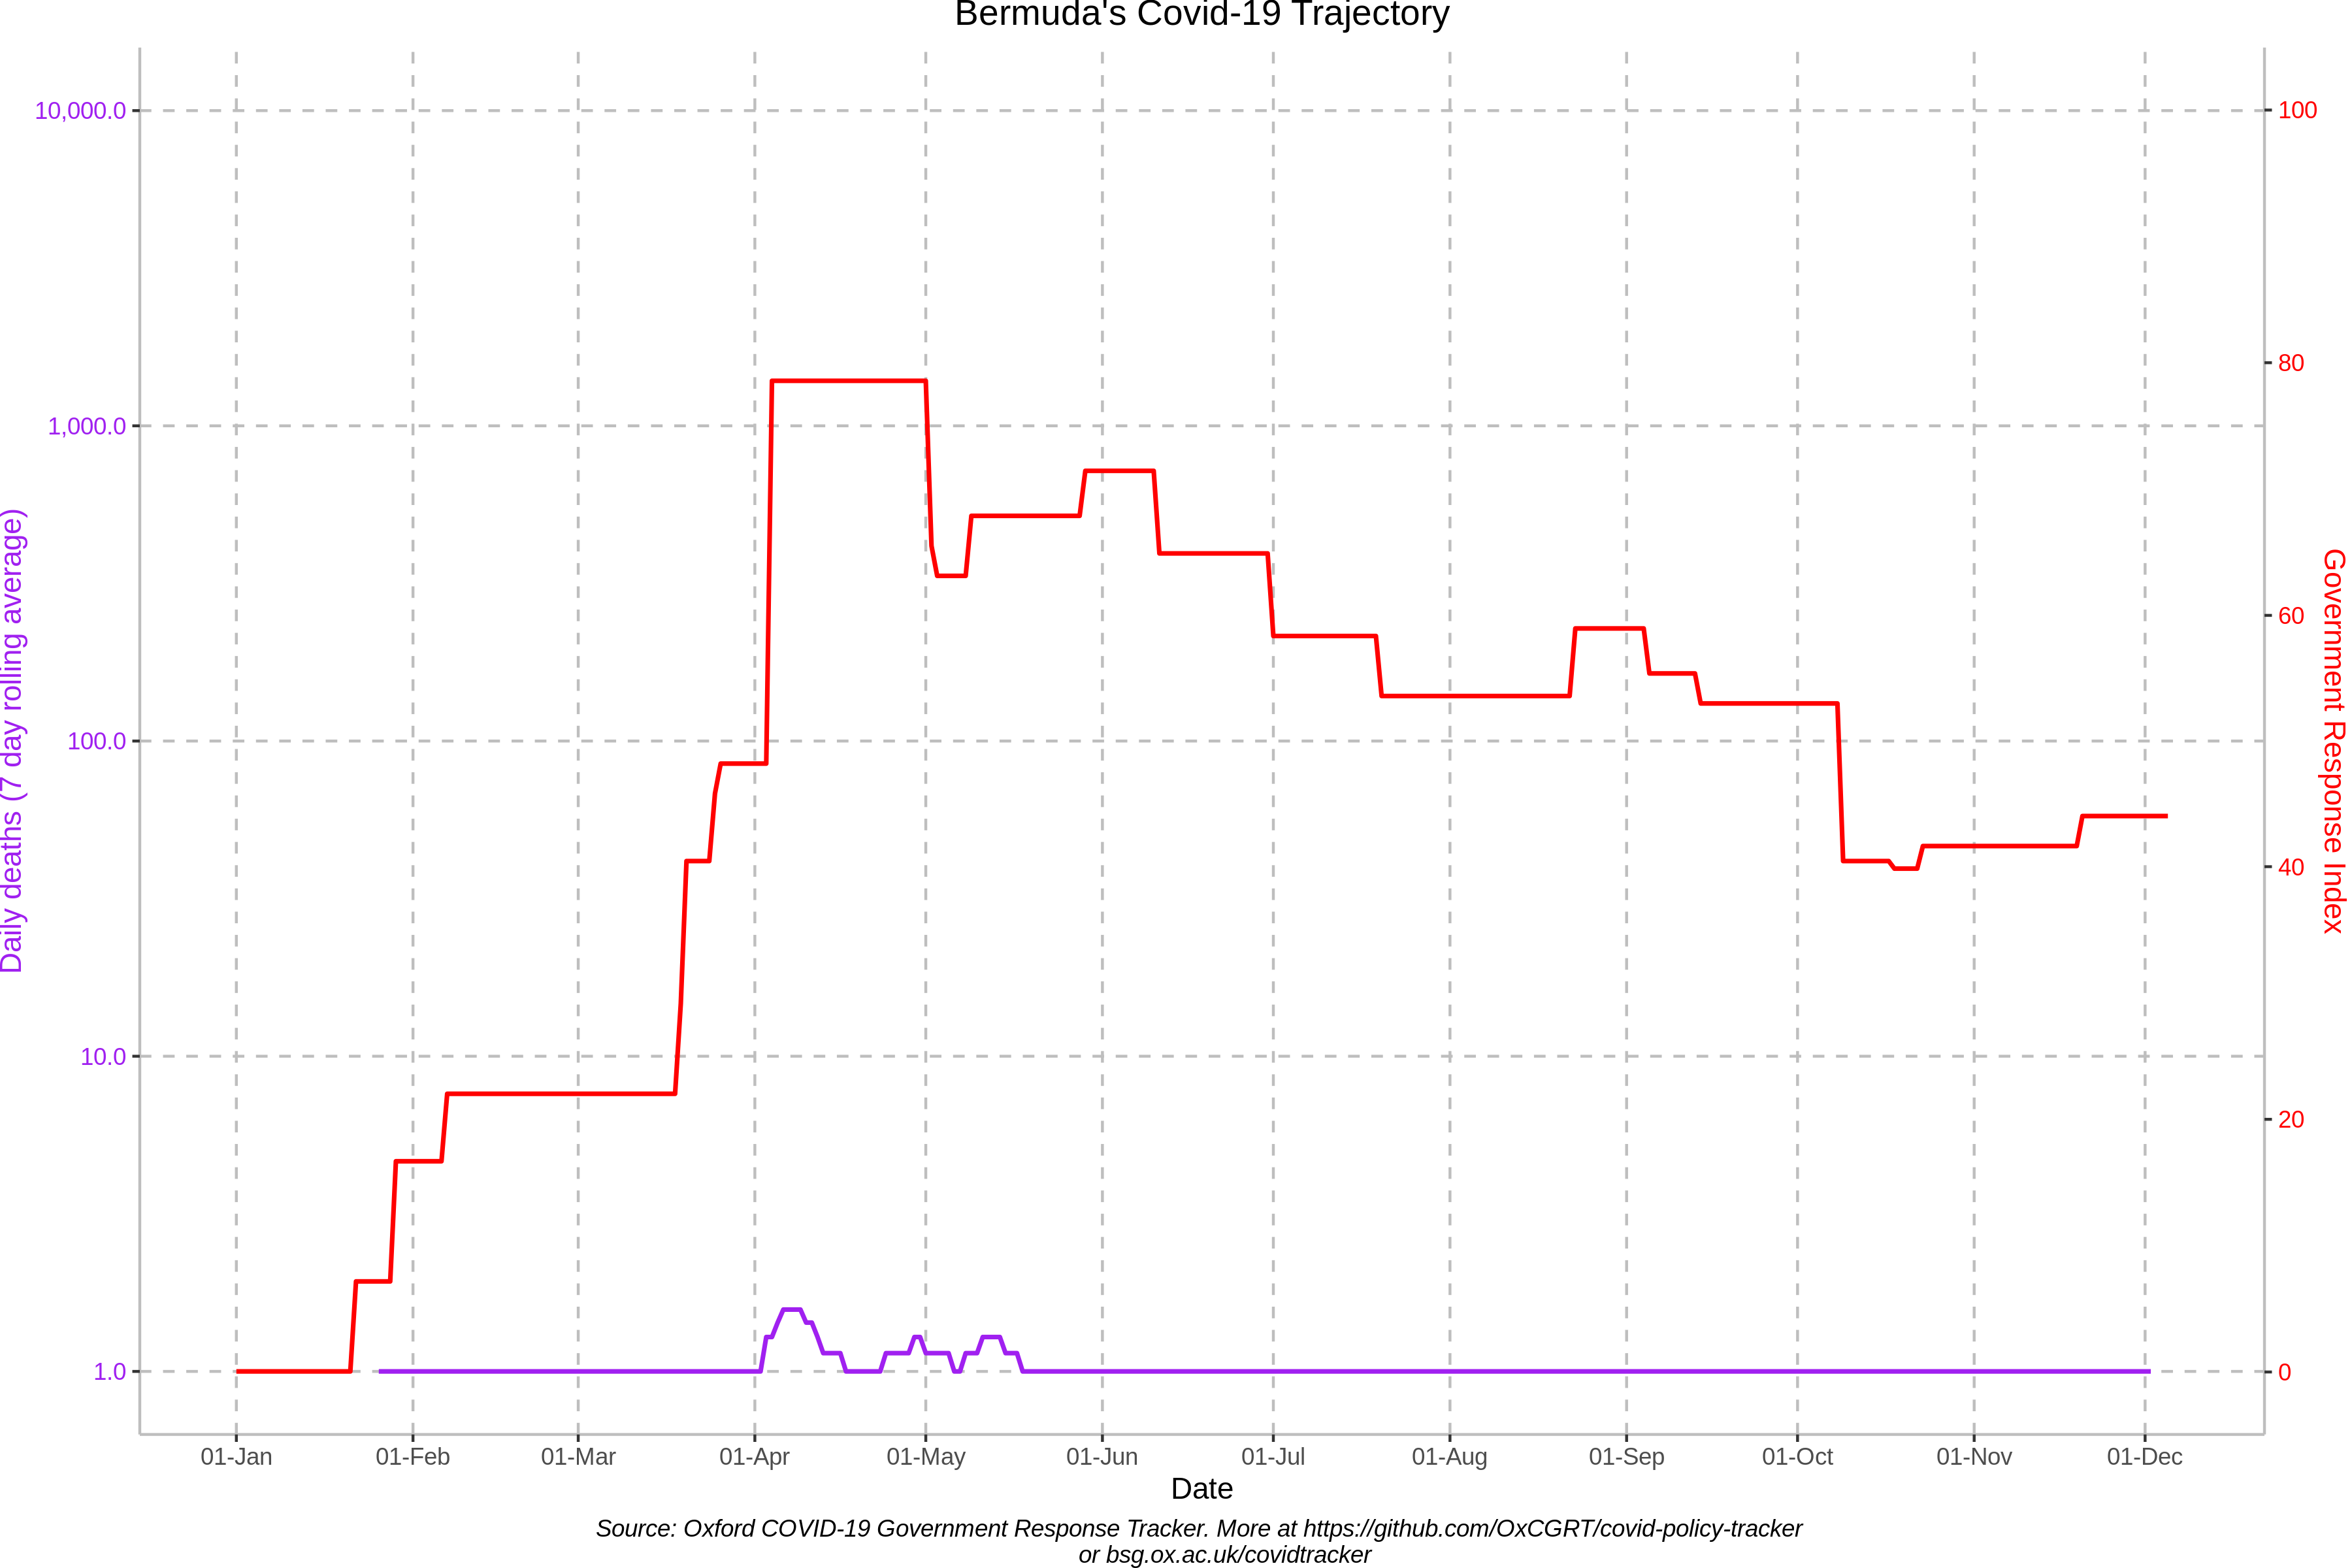 Bermuda's Covid-19 Trajectory
Daily deaths (7 day rolling average)
10,000.0
1,000.0
100.0
10.0
1.0
100
80
60
40
20
0
Government Response Index
01-Jan 01-Feb 01-Mar 01-Apr 01-May 01-Jun 01-Jul 01-Aug 01-Sep 01-Oct 01-Nov 01-Dec
Date
Source: Oxford COVID-19 Government Response Tracker. More at https://github.com/OxCGRT/covid-policy-tracker
or bsg.ox.ac.uk/covidtracker